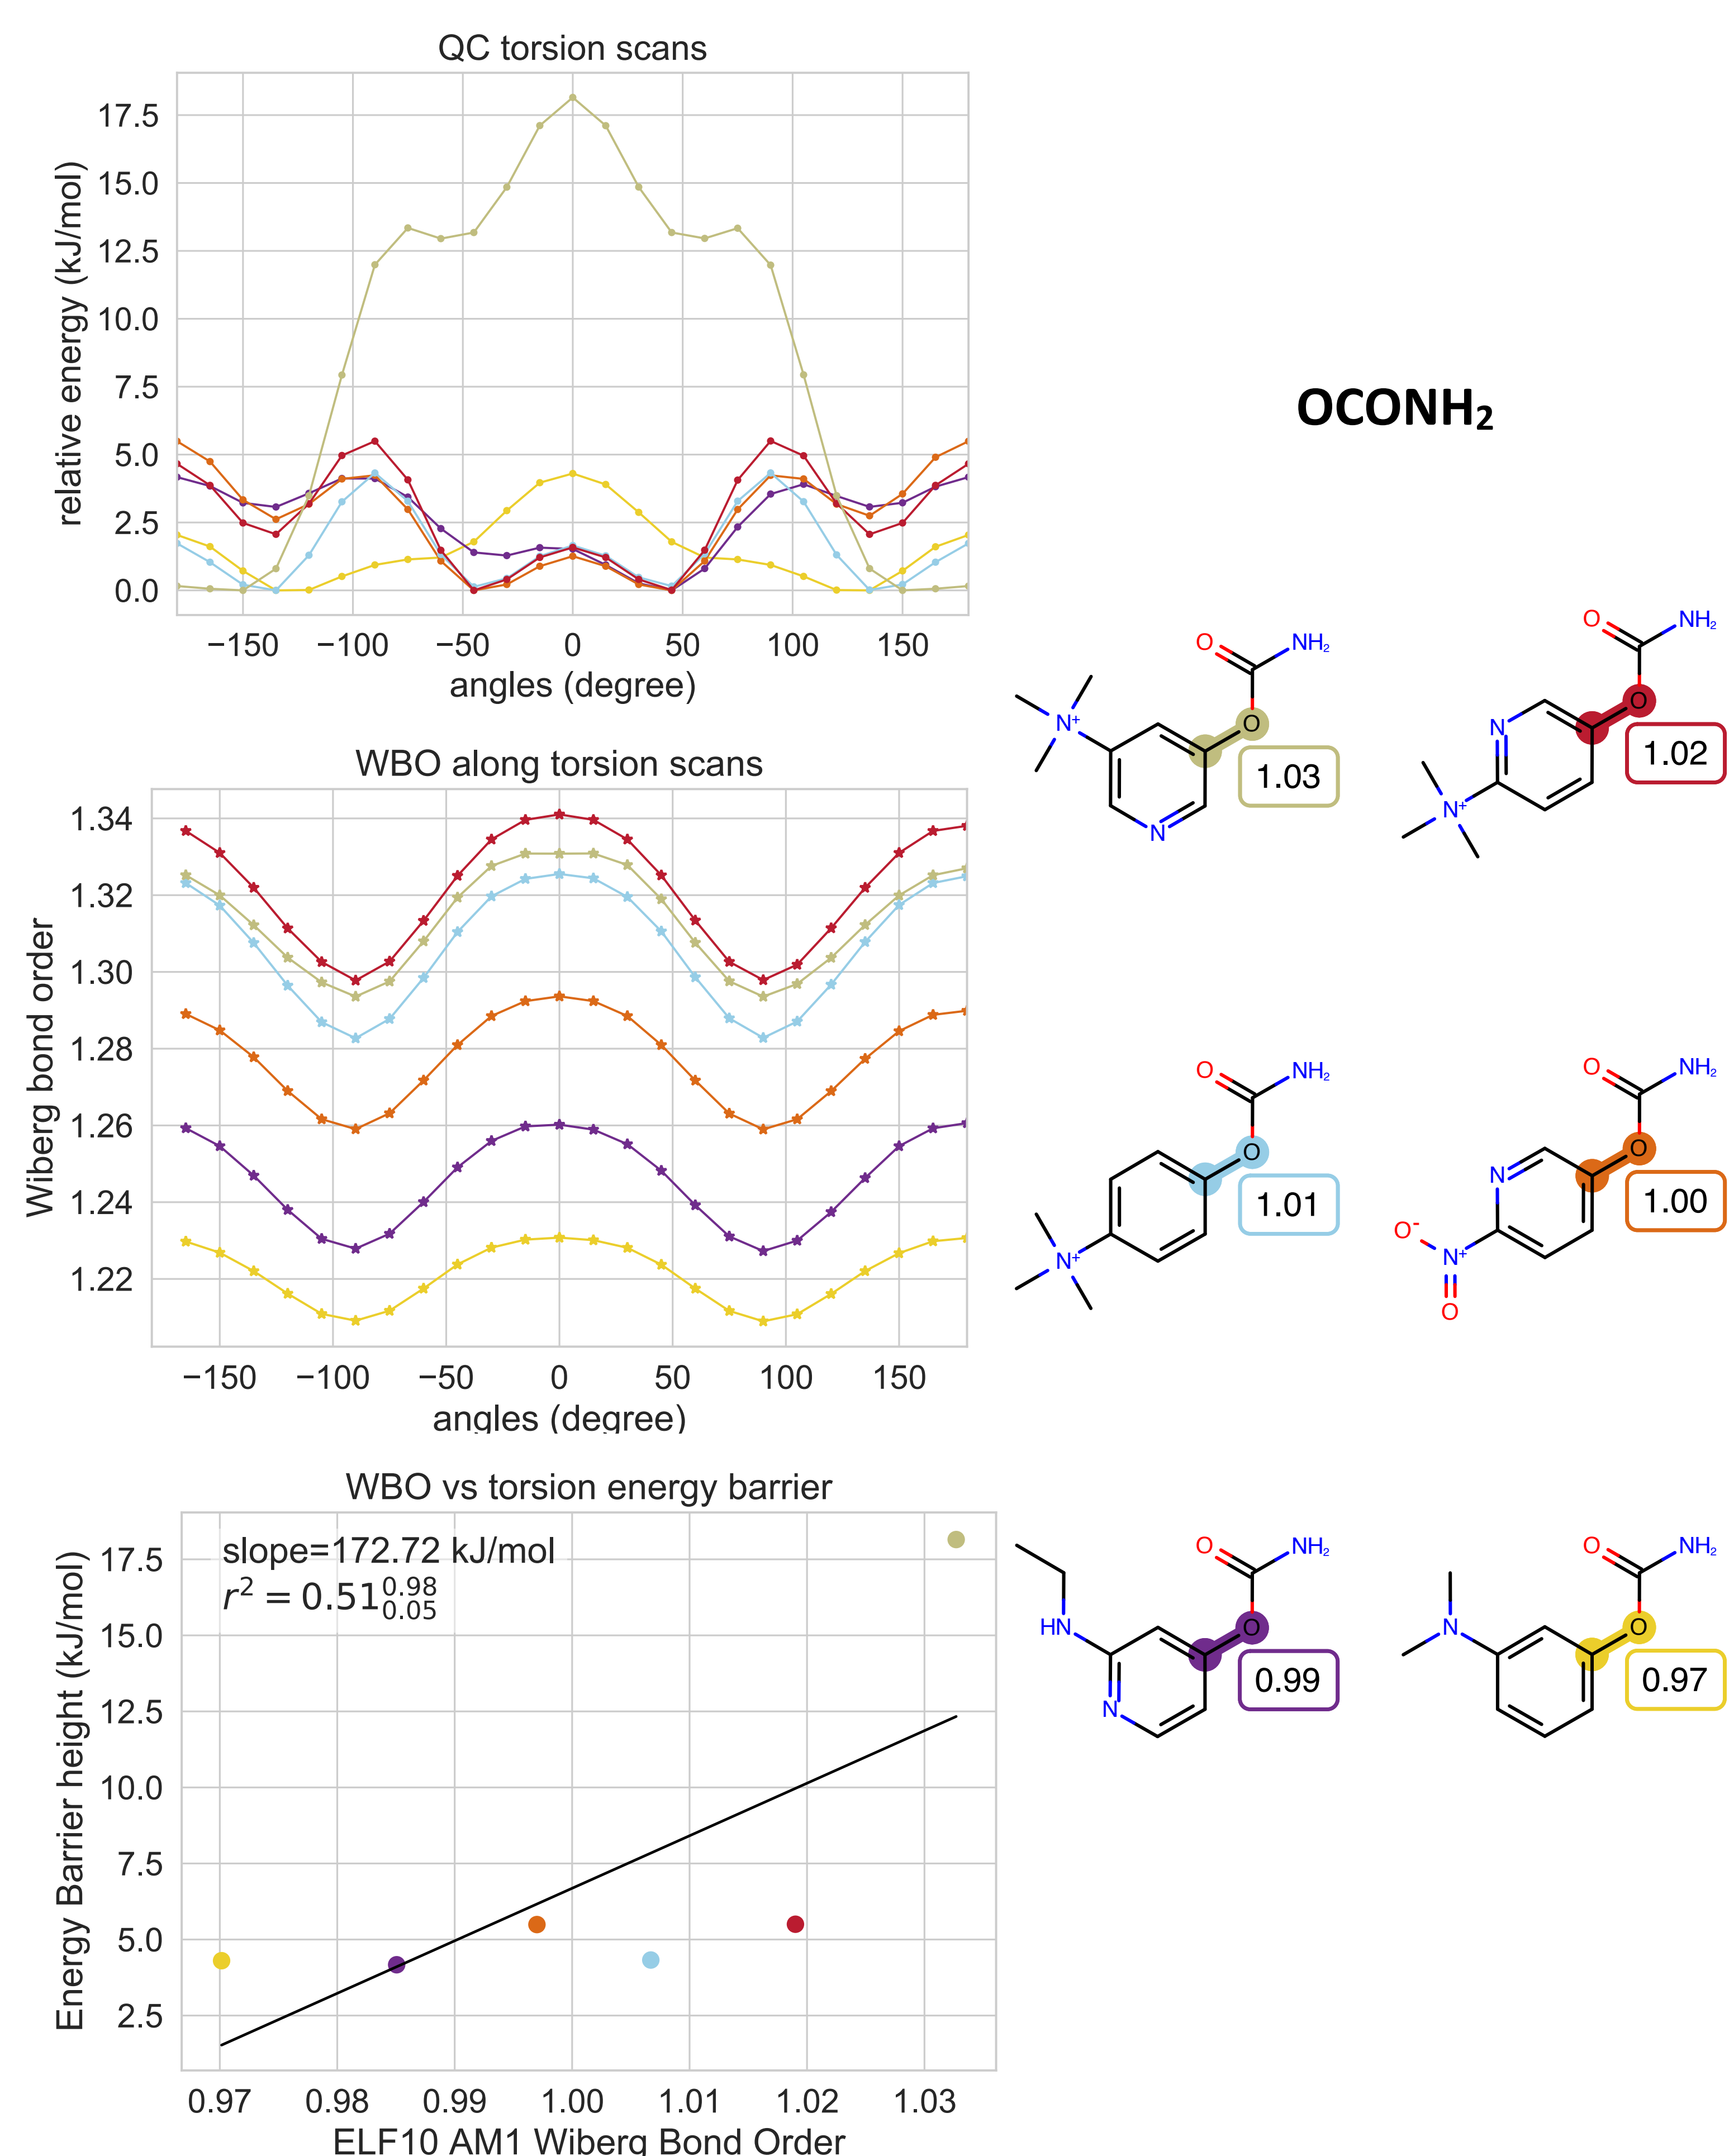 QC torsion scans
17.5
15.0
12.5
10.0
7.5
5.0
2.5
0.0
relative energy (kJ/mol)
−150 −100 −50 0 50 100 150
angles (degree)
OCONH₂
O NH₂
O
N⁺
N
1.03
O NH₂
O
N
N⁺
1.02
WBO along torsion scans
1.34
1.32
1.30
1.28
1.26
1.24
1.22
Wiberg bond order
−150 −100 −50 0 50 100 150
angles (degree)
O NH₂
O
N⁺
1.01
O NH₂
O
N
O⁻
N⁺
O
1.00
WBO vs torsion energy barrier
slope=172.72 kJ/mol
r² = 0.51 0.98 0.05
17.5
15.0
12.5
10.0
7.5
5.0
2.5
Energy Barrier height (kJ/mol)
0.97 0.98 0.99 1.00 1.01 1.02 1.03
ELF10 AM1 Wiberg Bond Order
O NH₂
O
HN
N
0.99
O NH₂
O
N
0.97